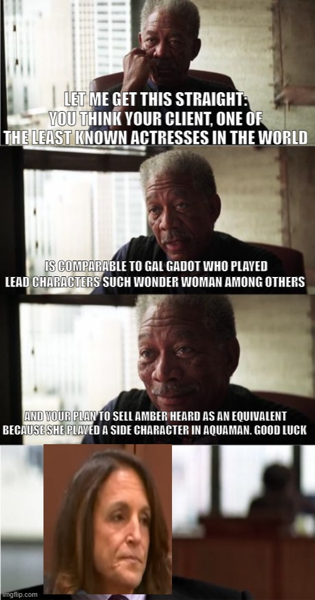 LET ME GET THIS STRAIGHT:
YOU THINK YOUR CLIENT, ONE OF
THE LEAST KNOWN ACTRESSES IN THE WORLD
IS COMPARABLE TO GAL GADOT WHO PLAYED
LEAD CHARACTERS SUCH WONDER WOMAN AMONG OTHERS
AND YOUR PLAN TO SELL AMBER HEARD AS AN EQUIVALENT
BECAUSE SHE PLAYED A SIDE CHARACTER IN AQUAMAN. GOOD LUCK
imgflip.com